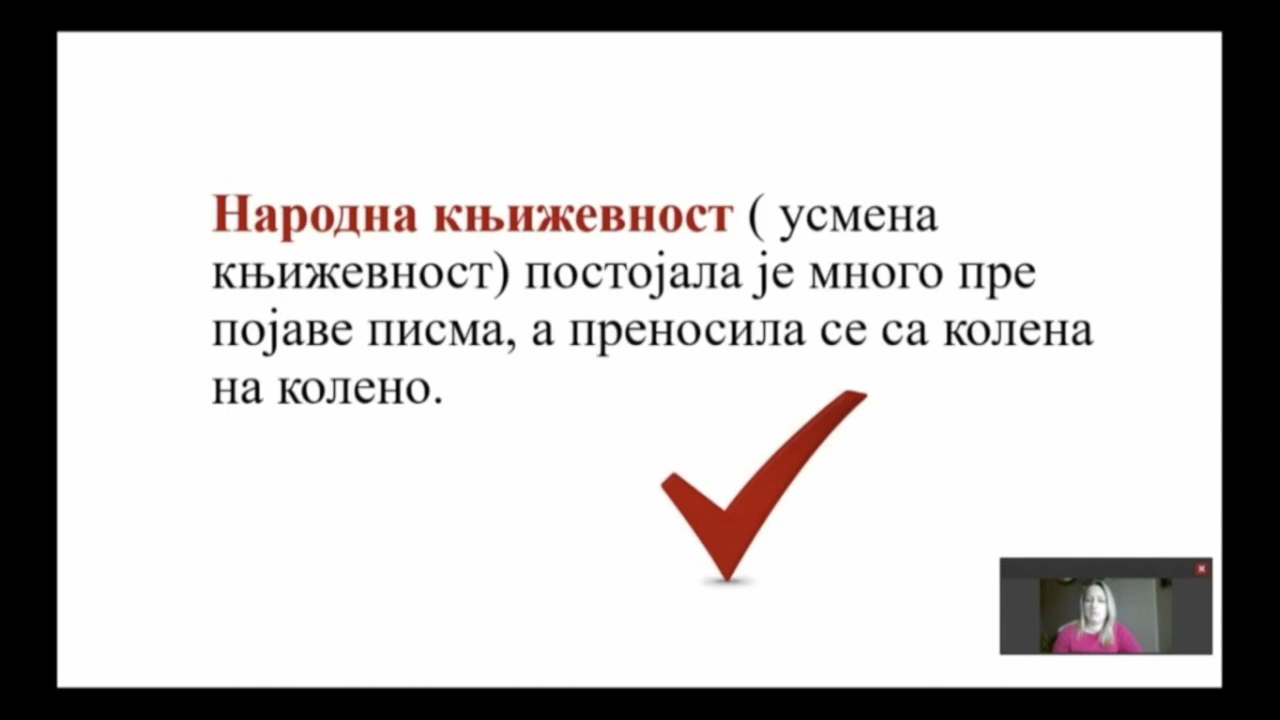 Народна књижевност ( усмена
књижевност) постојала је много пре
појаве писма, а преносила се са колена
на колено.